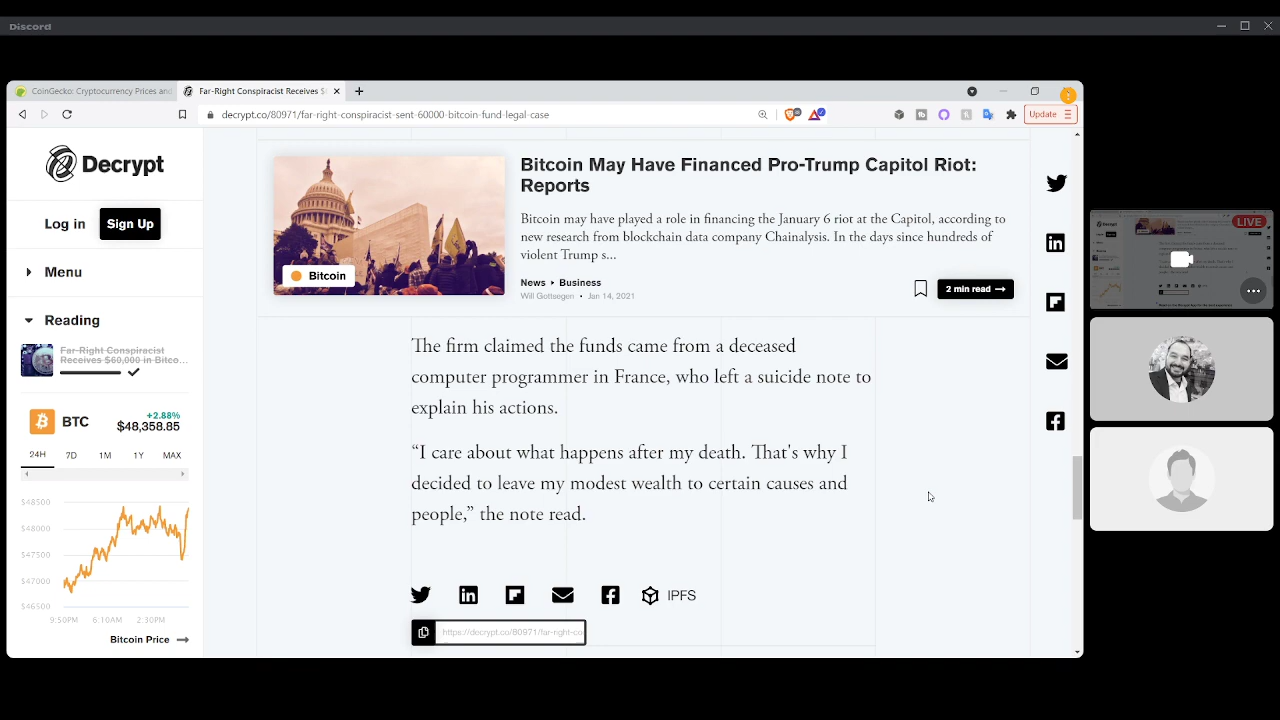 Discord
CoinGecko: Cryptocurrency Prices and
Far-Right Conspiracist Receives $
decrypt.co/80971/far-right-conspiracist-sent-60000-bitcoin-fund-legal-case
Update
Decrypt
Log in
Sign Up
Menu
Reading
Far-Right Conspiracist
Receives $60,000 in Bitco...
BTC
+2.88%
$48,358.85
24H
7D
1M
1Y
MAX
$48500
$48000
$47500
$47000
$46500
9:50PM
6:10AM
2:30PM
Bitcoin Price
Bitcoin
Bitcoin May Have Financed Pro-Trump Capitol Riot:
Reports
Bitcoin may have played a role in financing the January 6 riot at the Capitol, according to
new research from blockchain data company Chainalysis. In the days since hundreds of
violent Trump s...
News
Business
Will Gottsegen • Jan 14, 2021
2 min read
The firm claimed the funds came from a deceased
computer programmer in France, who left a suicide note to
explain his actions.
“I care about what happens after my death. That's why I
decided to leave my modest wealth to certain causes and
people,” the note read.
IPFS
https://decrypt.co/80971/far-right-co
LIVE